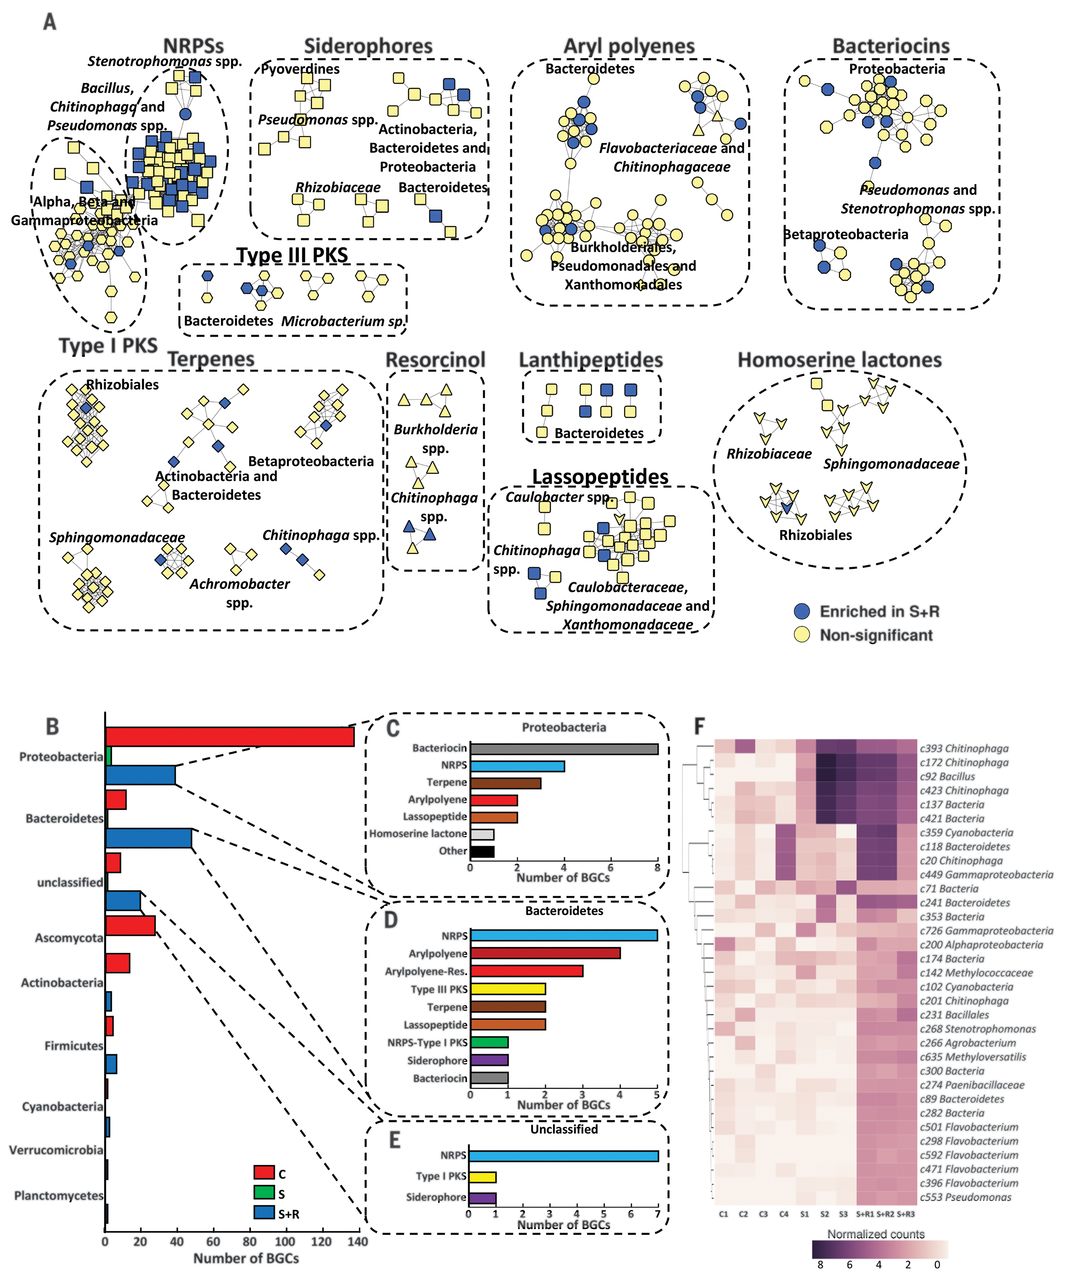 A
NRPSs
Siderophores
Aryl polyenes
Bacteriocins
Stenotrophomonas spp.
Bacillus,
Chitinophaga and
Pseudomonas spp.
Alpha, Beta and
Gammaproteobacteria
Pyoverdines
Pseudomonas spp.
Actinobacteria,
Bacteroidetes and
Proteobacteria
Rhizobiaceae
Bacteroidetes
Bacteroidetes
Flavobacteriaceae and
Chitinophagaceae
Burkholderiales,
Pseudomonadales and
Xanthomonadales
Proteobacteria
Pseudomonas and
Stenotrophomonas spp.
Betaproteobacteria
Type III PKS
Bacteroidetes
Microbacterium sp.
Type I PKS
Terpenes
Resorcinol
Lanthipeptides
Homoserine lactones
Rhizobiales
Actinobacteria and
Bacteroidetes
Betaproteobacteria
Sphingomonadaceae
Achromobacter
spp.
Chitinophaga spp.
Burkholderia
spp.
Chitinophaga
spp.
Bacteroidetes
Lassopeptides
Caulobacter spp.
Chitinophaga
spp.
Caulobacteraceae,
Sphingomonadaceae and
Xanthomonadaceae
Rhizobiaceae
Sphingomonadaceae
Rhizobiales
Enriched in S+R
Non-significant
B
Proteobacteria
Bacteroidetes
unclassified
Ascomycota
Actinobacteria
Firmicutes
Cyanobacteria
Verrucomicrobia
Planctomycetes
C
S
S+R
0 20 40 60 80 100 120 140
Number of BGCs
C
Proteobacteria
Bacteriocin
NRPS
Terpene
Arylpolyene
Lassopeptide
Homoserine lactone
Other
0 2 4 6 8
Number of BGCs
D
Bacteroidetes
NRPS
Arylpolyene
Arylpolyene-Res.
Type III PKS
Terpene
Lassopeptide
NRPS-Type I PKS
Siderophore
Bacteriocin
0 1 2 3 4 5
Number of BGCs
E
Unclassified
NRPS
Type I PKS
Siderophore
0 1 2 3 4 5 6 7
Number of BGCs
F
c393 Chitinophaga
c172 Chitinophaga
c92 Bacillus
c423 Chitinophaga
c137 Bacteria
c421 Bacteria
c359 Cyanobacteria
c118 Bacteroidetes
c20 Chitinophaga
c449 Gammaproteobacteria
c71 Bacteria
c241 Bacteroidetes
c353 Bacteria
c726 Gammaproteobacteria
c200 Alphaproteobacteria
c174 Bacteria
c142 Methylococcaceae
c102 Cyanobacteria
c201 Chitinophaga
c231 Bacillales
c268 Stenotrophomonas
c266 Agrobacterium
c635 Methyloversatilis
c300 Bacteria
c274 Paenibacillaceae
c89 Bacteroidetes
c282 Bacteria
c501 Flavobacterium
c298 Flavobacterium
c592 Flavobacterium
c471 Flavobacterium
c396 Flavobacterium
c553 Pseudomonas
C1 C2 C3 C4 S1 S2 S3 S+R1 S+R2 S+R3
Normalized counts
8 6 4 2 0